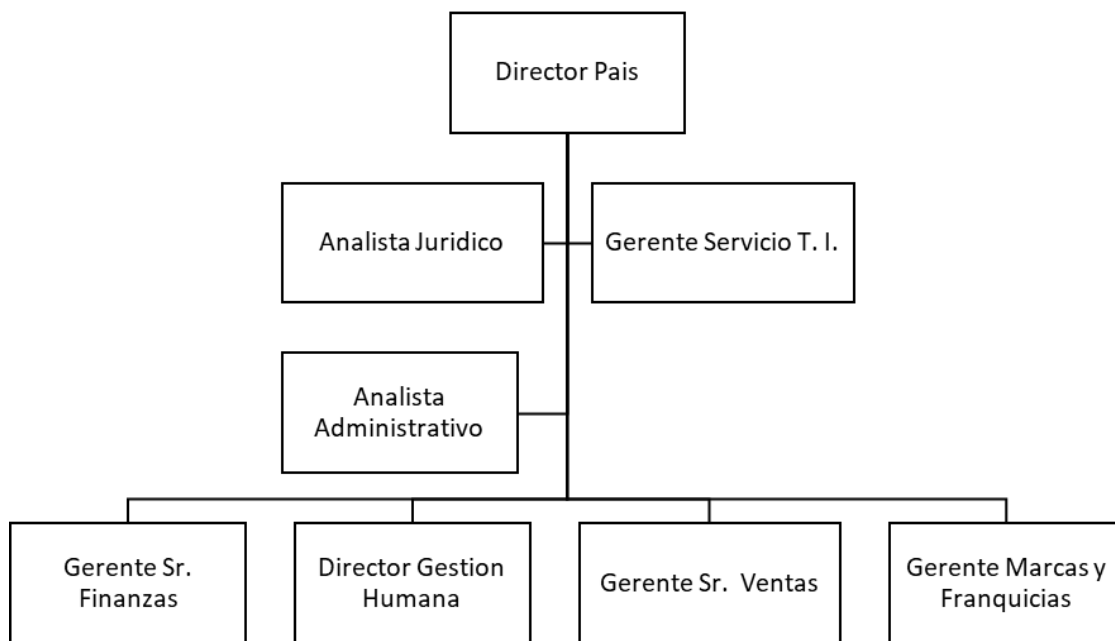 Director Pais
Analista Juridico
Gerente Servicio T. I.
Analista
Administrativo
Gerente Sr.
Finanzas
Director Gestion
Humana
Gerente Sr. Ventas
Gerente Marcas y
Franquicias